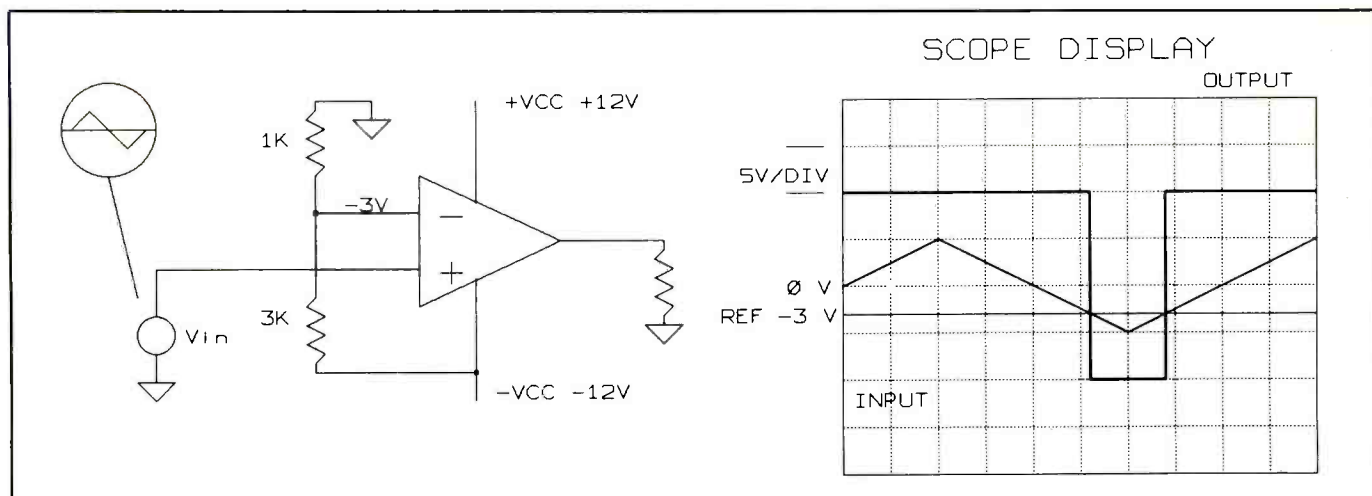 SCOPE DISPLAY
OUTPUT
+VCC +12V
1K
5V/DIV
-3V
−
+
Ø V
3K
REF -3 V
Vin
-VCC -12V
INPUT